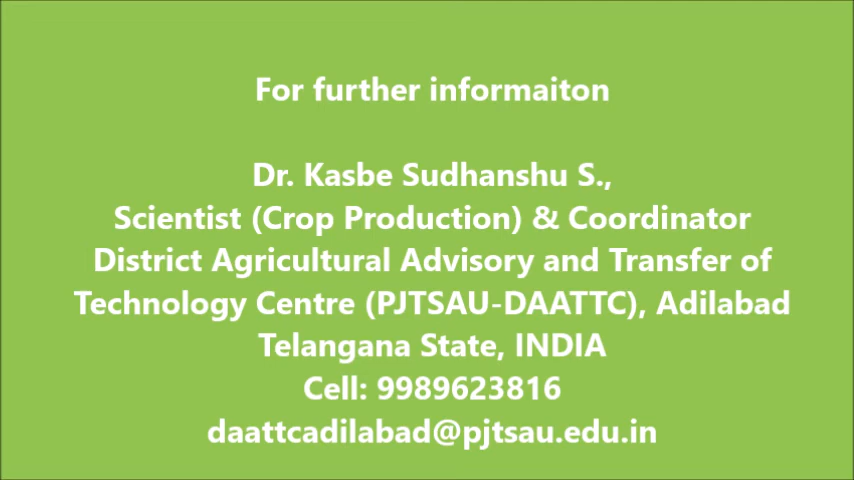 For further informaiton
Dr. Kasbe Sudhanshu S.,
Scientist (Crop Production) & Coordinator
District Agricultural Advisory and Transfer of
Technology Centre (PJTSAU-DAATTC), Adilabad
Telangana State, INDIA
Cell: 9989623816
daattcadilabad@pjtsau.edu.in